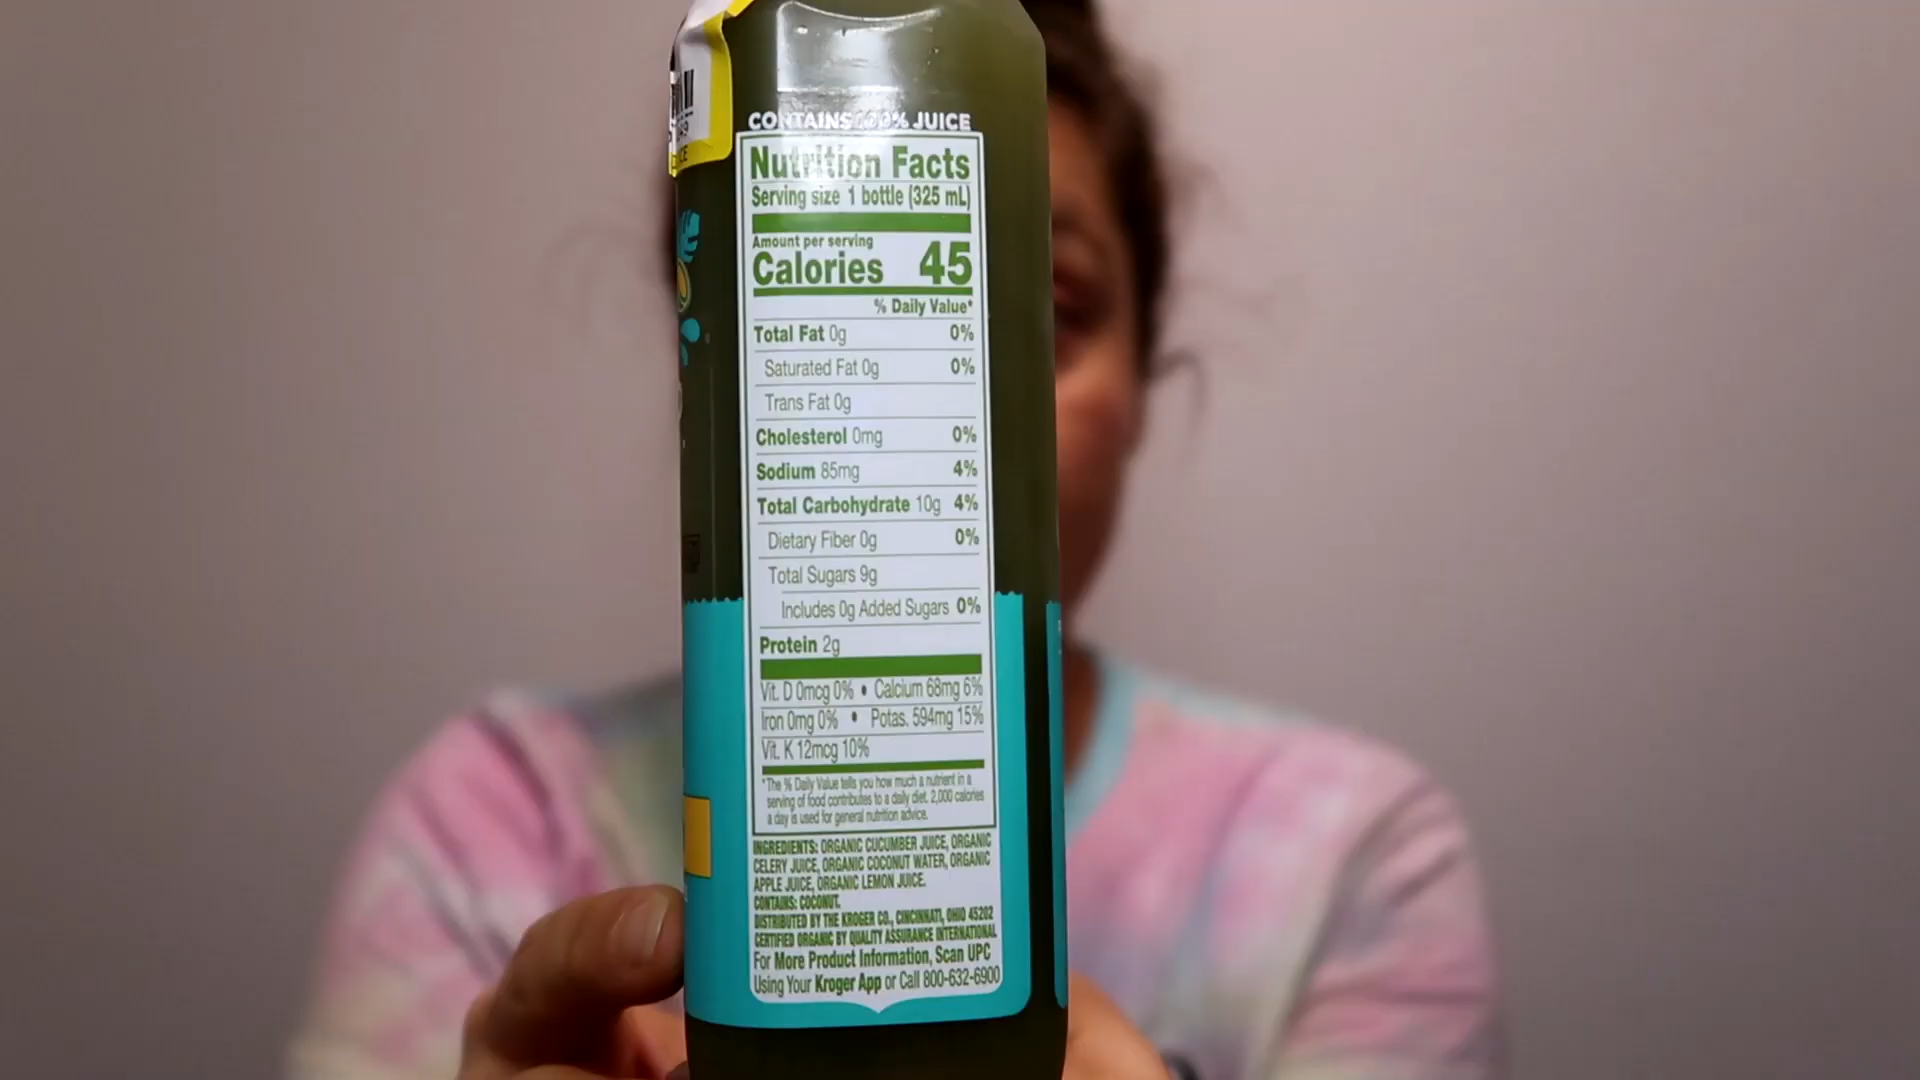 CONTAINS 100% JUICE
Nutrition Facts
Serving size 1 bottle (325 mL)
Amount per serving
Calories 45
% Daily Value*
Total Fat 0g 0%
Saturated Fat 0g 0%
Trans Fat 0g
Cholesterol 0mg 0%
Sodium 85mg 4%
Total Carbohydrate 10g 4%
Dietary Fiber 0g 0%
Total Sugars 9g
Includes 0g Added Sugars 0%
Protein 2g
Vit. D 0mcg 0% • Calcium 68mg 6%
Iron 0mg 0% • Potas. 594mg 15%
Vit. K 12mcg 10%
*The % Daily Value tells you how much a nutrient in a
serving of food contributes to a daily diet. 2,000 calories
a day is used for general nutrition advice.
INGREDIENTS: ORGANIC CUCUMBER JUICE, ORGANIC
CELERY JUICE, ORGANIC COCONUT WATER, ORGANIC
APPLE JUICE, ORGANIC LEMON JUICE.
CONTAINS: COCONUT.
DISTRIBUTED BY THE KROGER CO., CINCINNATI, OHIO 45202
CERTIFIED ORGANIC BY QUALITY ASSURANCE INTERNATIONAL
For More Product Information, Scan UPC
Using Your Kroger App or Call 800-632-6900